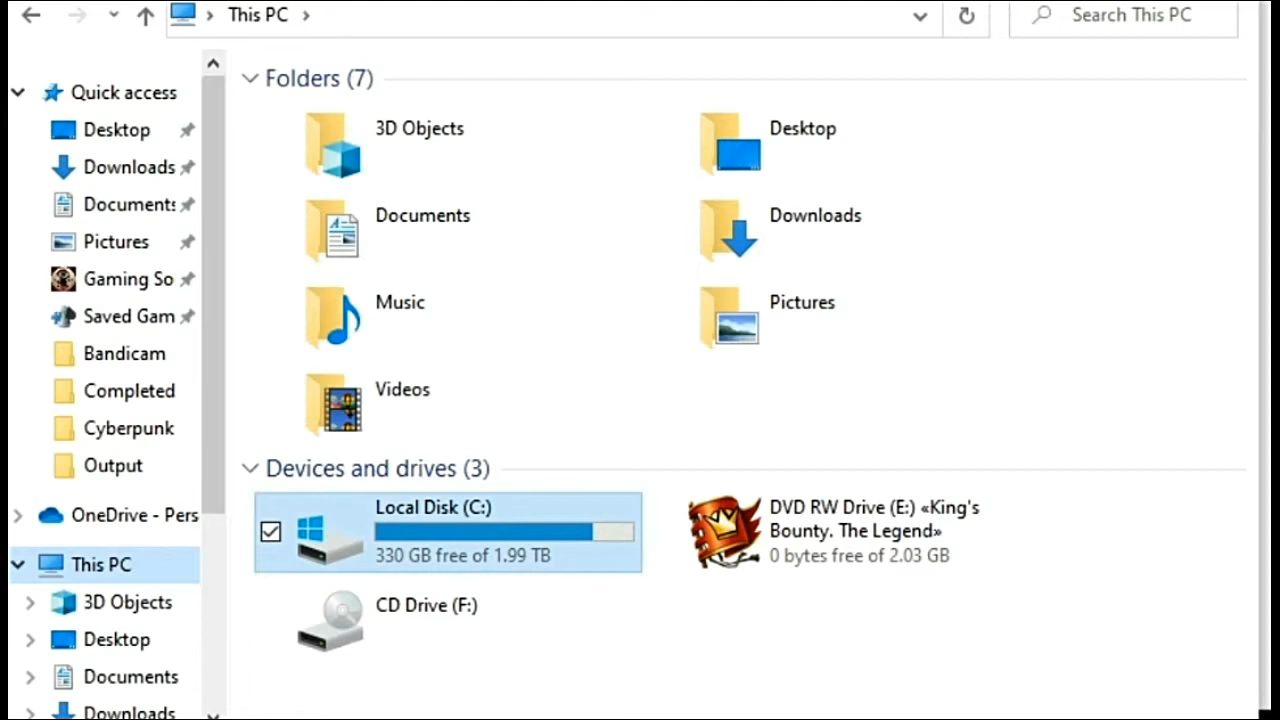 This PC
Search This PC
Quick access
Desktop
Downloads
Documents
Pictures
Gaming So
Saved Gam
Bandicam
Completed
Cyberpunk
Output
OneDrive - Pers
This PC
3D Objects
Desktop
Documents
Downloads
Folders (7)
3D Objects
Desktop
Documents
Downloads
Music
Pictures
Videos
Devices and drives (3)
Local Disk (C:)
330 GB free of 1.99 TB
DVD RW Drive (E:) «King's
Bounty. The Legend»
0 bytes free of 2.03 GB
CD Drive (F:)